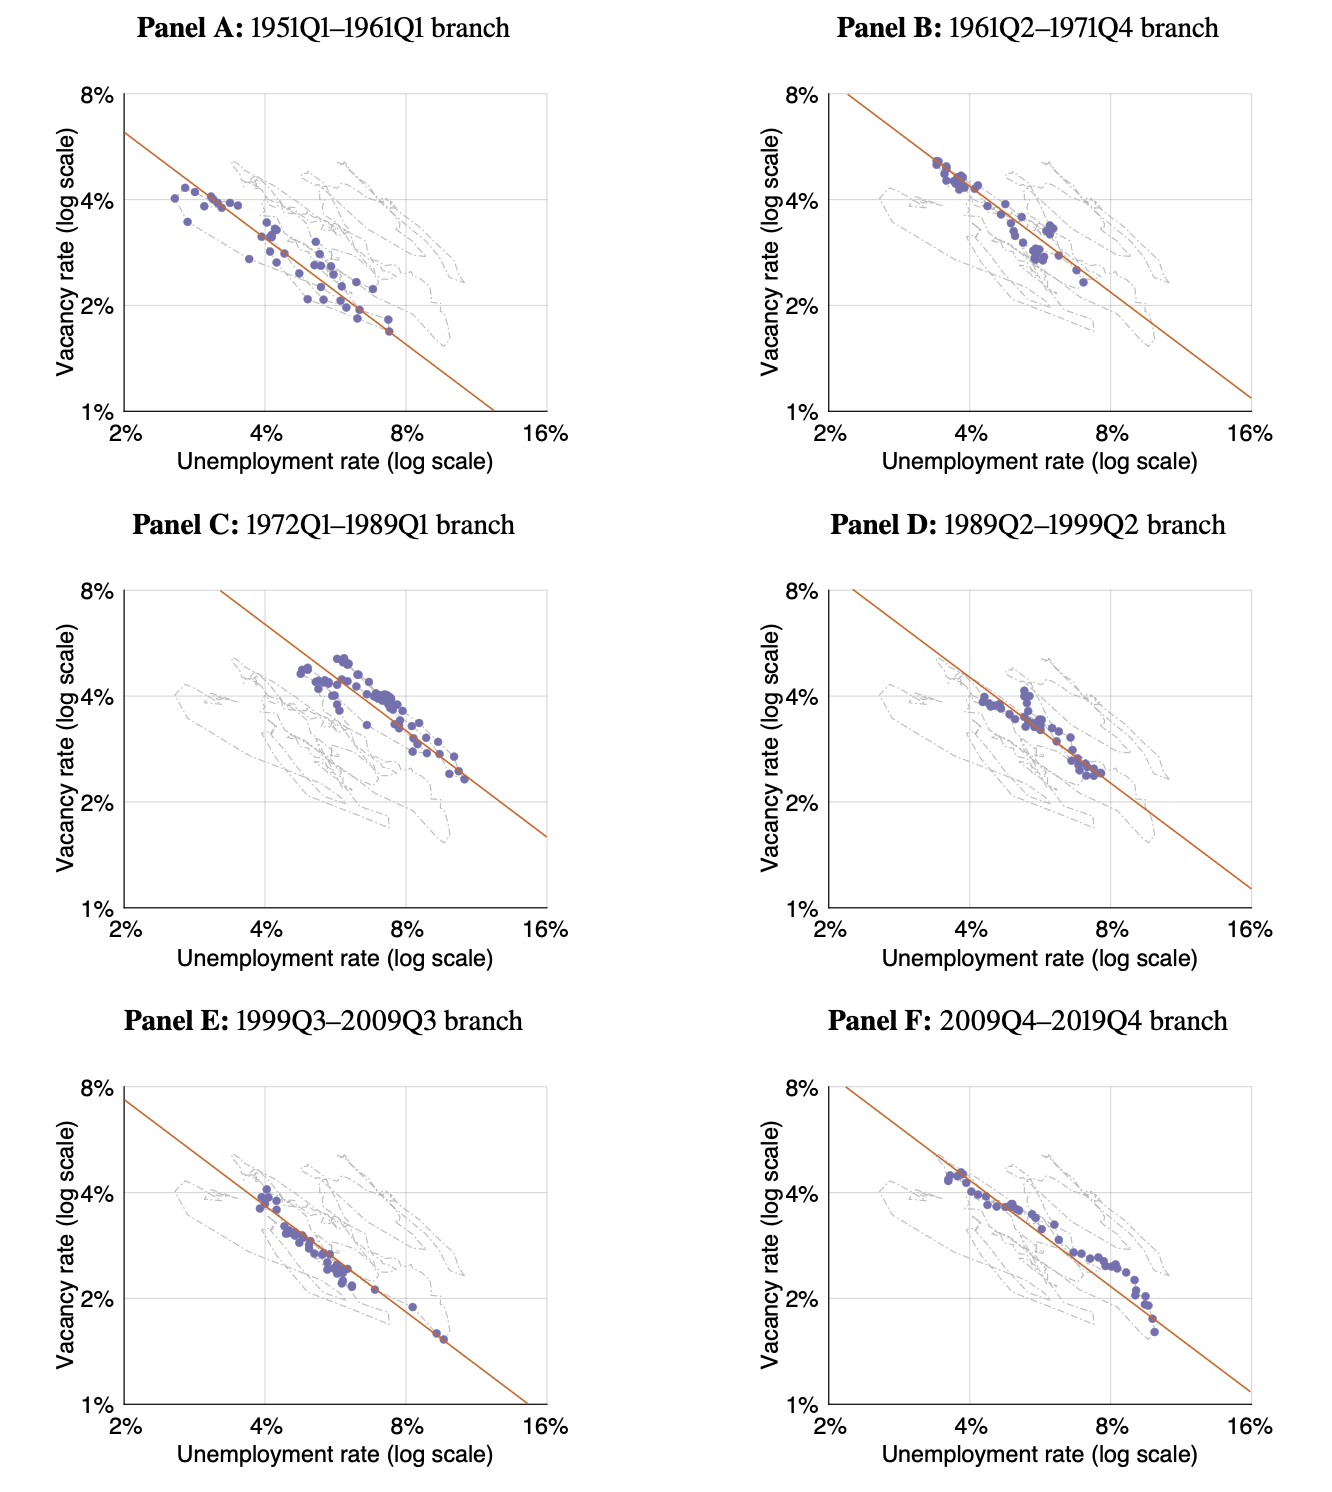 Panel A: 1951Q1–1961Q1 branch
8%
4%
2%
1%
Vacancy rate (log scale)
2% 4% 8% 16%
Unemployment rate (log scale)
Panel B: 1961Q2–1971Q4 branch
8%
4%
2%
1%
Vacancy rate (log scale)
2% 4% 8% 16%
Unemployment rate (log scale)
Panel C: 1972Q1–1989Q1 branch
8%
4%
2%
1%
Vacancy rate (log scale)
2% 4% 8% 16%
Unemployment rate (log scale)
Panel D: 1989Q2–1999Q2 branch
8%
4%
2%
1%
Vacancy rate (log scale)
2% 4% 8% 16%
Unemployment rate (log scale)
Panel E: 1999Q3–2009Q3 branch
8%
4%
2%
1%
Vacancy rate (log scale)
2% 4% 8% 16%
Unemployment rate (log scale)
Panel F: 2009Q4–2019Q4 branch
8%
4%
2%
1%
Vacancy rate (log scale)
2% 4% 8% 16%
Unemployment rate (log scale)